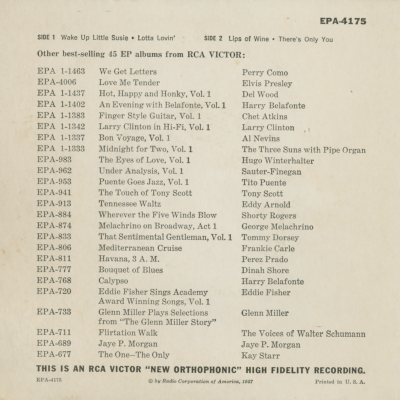 EPA-4175
SIDE 1 Wake Up Little Susie • Lotta Lovin' SIDE 2 Lips of Wine • There's Only You
Other best-selling 45 EP albums from RCA VICTOR:
EPA 1-1463 We Get Letters Perry Como
EPA-4006 Love Me Tender Elvis Presley
EPA 1-1437 Hot, Happy and Honky, Vol. 1 Del Wood
EPA 1-1402 An Evening with Belafonte, Vol. 1 Harry Belafonte
EPA 1-1383 Finger Style Guitar, Vol. 1 Chet Atkins
EPA 1-1342 Larry Clinton in Hi-Fi, Vol. 1 Larry Clinton
EPA 1-1337 Bon Voyage, Vol. 1 Al Nevins
EPA 1-1333 Midnight for Two, Vol. 1 The Three Suns with Pipe Organ
EPA-983 The Eyes of Love, Vol. 1 Hugo Winterhalter
EPA-962 Under Analysis, Vol. 1 Sauter-Finegan
EPA-953 Puente Goes Jazz, Vol. 1 Tito Puente
EPA-941 The Touch of Tony Scott Tony Scott
EPA-913 Tennessee Waltz Eddy Arnold
EPA-884 Wherever the Five Winds Blow Shorty Rogers
EPA-874 Melachrino on Broadway, Act 1 George Melachrino
EPA-833 That Sentimental Gentleman, Vol. 1 Tommy Dorsey
EPA-806 Mediterranean Cruise Frankie Carle
EPA-811 Havana, 3 A. M. Perez Prado
EPA-777 Bouquet of Blues Dinah Shore
EPA-768 Calypso Harry Belafonte
EPA-720 Eddie Fisher Sings Academy Eddie Fisher
Award Winning Songs, Vol. 1
EPA-733 Glenn Miller Plays Selections Glenn Miller
from "The Glenn Miller Story"
EPA-711 Flirtation Walk The Voices of Walter Schumann
EPA-689 Jaye P. Morgan Jaye P. Morgan
EPA-677 The One—The Only Kay Starr
THIS IS AN RCA VICTOR "NEW ORTHOPHONIC" HIGH FIDELITY RECORDING.
EPA-4175 © by Radio Corporation of America, 1957 Printed in U. S. A.